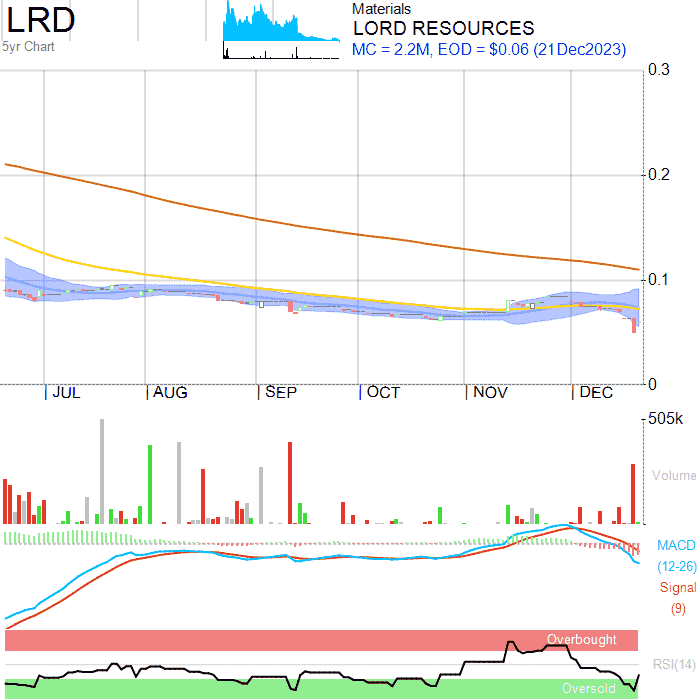 LRD
5yr Chart
Materials
LORD RESOURCES
MC = 2.2M, EOD = $0.06 (21Dec2023)
0.3
0.2
0.1
0
JUL
AUG
SEP
OCT
NOV
DEC
505k
Volume
MACD
(12-26)
Signal
(9)
Overbought
RSI(14)
Oversold